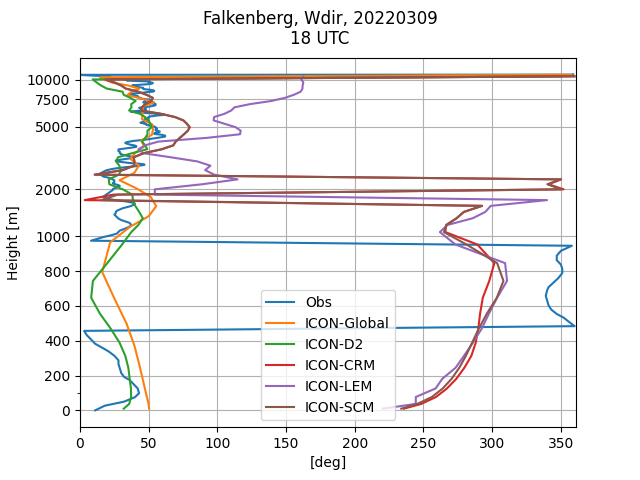 Falkenberg, Wdir, 20220309
18 UTC
10000
7500
5000
2000
1000
800
600
400
200
0
Height [m]
Obs
ICON-Global
ICON-D2
ICON-CRM
ICON-LEM
ICON-SCM
0 50 100 150 200 250 300 350
[deg]